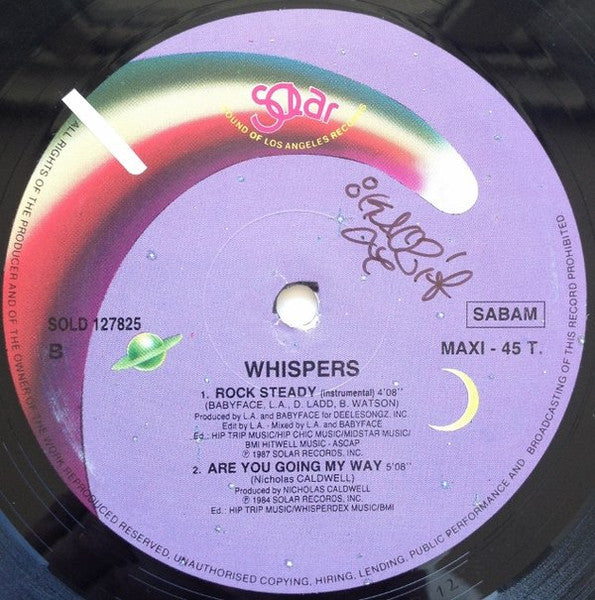 solar
SOUND OF LOS ANGELES RECORDS
ALL RIGHTS OF THE PRODUCER AND OF THE OWNER OF THE WORK REPRODUCED RESERVED. UNAUTHORISED COPYING, HIRING, LENDING, PUBLIC PERFORMANCE AND BROADCASTING OF THIS RECORD PROHIBITED
SABAM
SOLD 127825
B
MAXI - 45 T.
WHISPERS
1. ROCK STEADY (instrumental) 4'08"
(BABYFACE, L.A., D. LADD, B. WATSON)
Produced by L.A. and BABYFACE for DEELESONGZ, INC.
Edit by L.A. - Mixed by L.A. and BABYFACE
Ed.: HIP TRIP MUSIC/HIP CHIC MUSIC/MIDSTAR MUSIC/
BMI HITWELL MUSIC - ASCAP
℗ 1987 SOLAR RECORDS, INC.
2. ARE YOU GOING MY WAY 5'08"
(Nicholas CALDWELL)
Produced by NICHOLAS CALDWELL
℗ 1984 SOLAR RECORDS, INC.
Ed.: HIP TRIP MUSIC/WHISPERDEX MUSIC/BMI
12